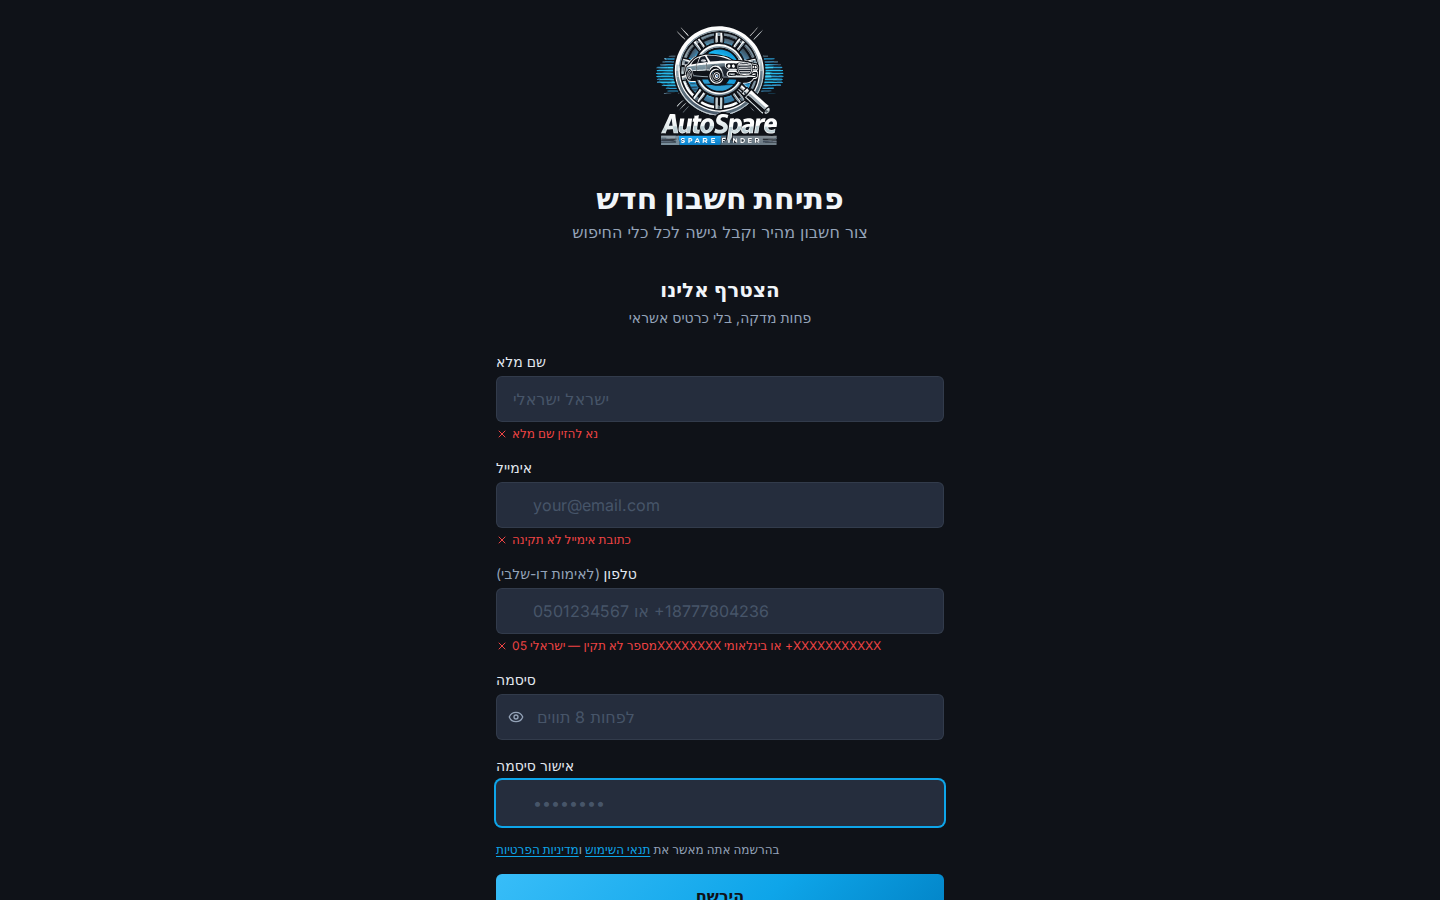 AutoSpare
SPARE FINDER
פתיחת חשבון חדש
צור חשבון מהיר וקבל גישה לכל כלי החיפוש
הצטרף אלינו
פחות מדקה, בלי כרטיס אשראי
שם מלא
ישראל ישראלי
נא להזין שם מלא
אימייל
your@email.com
כתובת אימייל לא תקינה
טלפון (לאימות דו-שלבי)
0501234567 או +18777804236
מספר לא תקין — ישראלי 05XXXXXXXX או בינלאומי +XXXXXXXXXXX
סיסמה
לפחות 8 תווים
אישור סיסמה
••••••••
בהרשמה אתה מאשר את תנאי השימוש ומדיניות הפרטיות
הירשם